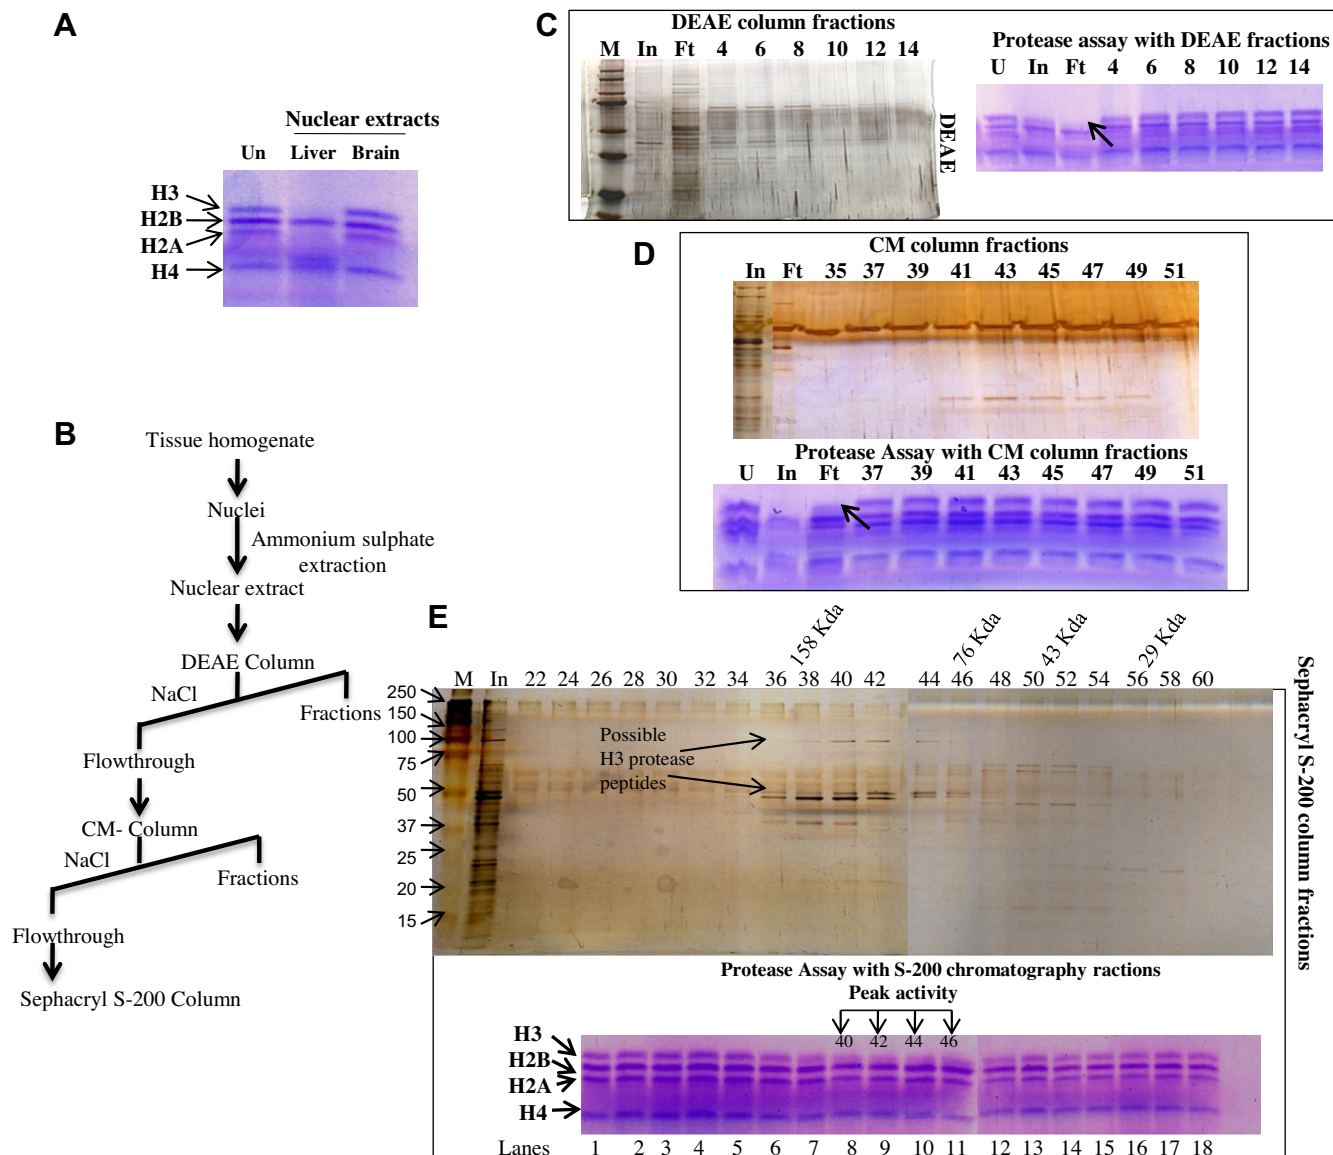 A
Nuclear extracts
Un Liver Brain
H3
H2B
H2A
H4
B
Tissue homogenate
Nuclei
Ammonium sulphate
extraction
Nuclear extract
DEAE Column
NaCl
Fractions
Flowthrough
CM- Column
NaCl
Fractions
Flowthrough
Sephacryl S-200 Column
C
DEAE column fractions
M In Ft 4 6 8 10 12 14
DEAE
Protease assay with DEAE fractions
U In Ft 4 6 8 10 12 14
D
CM column fractions
In Ft 35 37 39 41 43 45 47 49 51
Protease Assay with CM column fractions
U In Ft 37 39 41 43 45 47 49 51
E
158 Kda 76 Kda 43 Kda 29 Kda
M In 22 24 26 28 30 32 34 36 38 40 42 44 46 48 50 52 54 56 58 60
250
150
100
75
50
37
25
20
15
Possible
H3 protease
peptides
Sephacryl S-200 column fractions
Protease Assay with S-200 chromatography ractions
Peak activity
40 42 44 46
H3
H2B
H2A
H4
Lanes 1 2 3 4 5 6 7 8 9 10 11 12 13 14 15 16 17 18